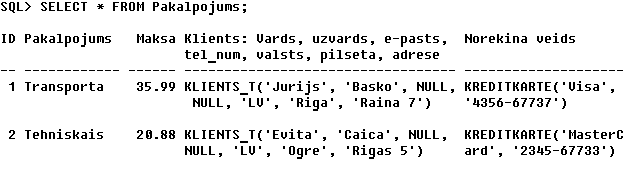 SQL> SELECT * FROM Pakalpojums;
ID Pakalpojums Maksa Klients: Vards, uzvards, e-pasts, Norekina veids
tel_num, valsts, pilseta, adrese
-- ------------ ------ ---------------------------------- --------------------
1 Transporta 35.99 KLIENTS_T('Jurijs', 'Basko', NULL, KREDITKARTE('Visa',
NULL, 'LV', 'Riga', 'Raina 7') '4356-67737')
2 Tehniskais 20.88 KLIENTS_T('Evita', 'Caica', NULL, KREDITKARTE('MasterC
NULL, 'LV', 'Ogre', 'Rigas 5') ard', '2345-67733')